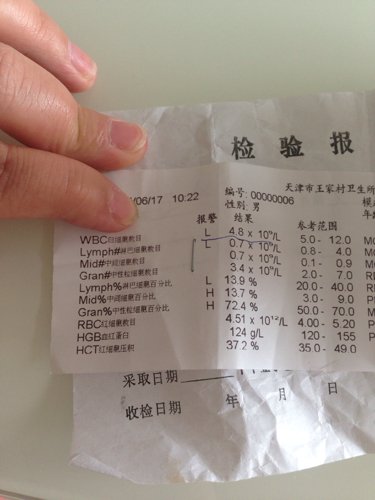 检验报
/06/17 10:22
编号: 00000006
天津市王家村卫生所
性别: 男
报警 结果 参考范围
WBC白细胞数目 L 4.8 x 10⁹/L 5.0 - 12.0
Lymph#淋巴细胞数目 L 0.7 x 10⁹/L 0.8 - 4.0
Mid#中间细胞数目 0.7 x 10⁹/L 0.1 - 0.9
Gran#中性粒细胞数目 3.4 x 10⁹/L 2.0 - 7.0
Lymph%淋巴细胞百分比 L 13.9 % 20.0 - 40.0
Mid%中间细胞百分比 H 13.7 % 3.0 - 9.0
Gran%中性粒细胞百分比 H 72.4 % 50.0 - 70.0
RBC红细胞数目 4.51 x 10¹²/L 4.00 - 5.20
HGB血红蛋白 124 g/L 120 - 155
HCT红细胞压积 37.2 % 35.0 - 49.0
采取日期
月 日
收检日期 年 月 日